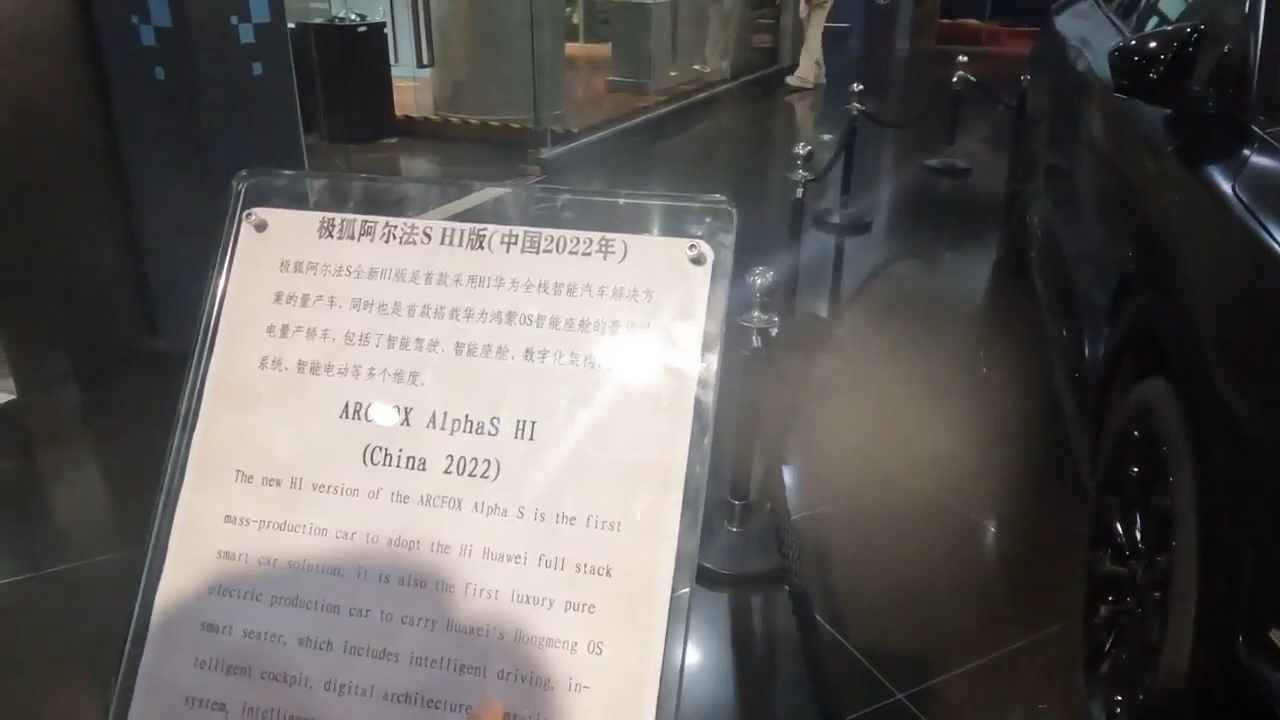 极狐阿尔法S HI版(中国2022年)
极狐阿尔法S全新HI版是首款采用HI华为全栈智能汽车解决方
案的量产车、同时也是首款搭载华为鸿蒙OS智能座舱的
电量产轿车,包括了智能驾驶、智能座舱、数字化架构、
系统、智能电动等多个维度、
ARCFOX AlphaS HI
(China 2022)
The new HI version of the ARCFOX Alpha S is the first
mass-production car to adopt the Hi Huawei full stack
smart car solution, it is also the first luxury pure
electric production car to carry Huawei's Hongmeng OS
smart seater, which includes intelligent driving, in-
telligent cockpit, digital architecture
system,